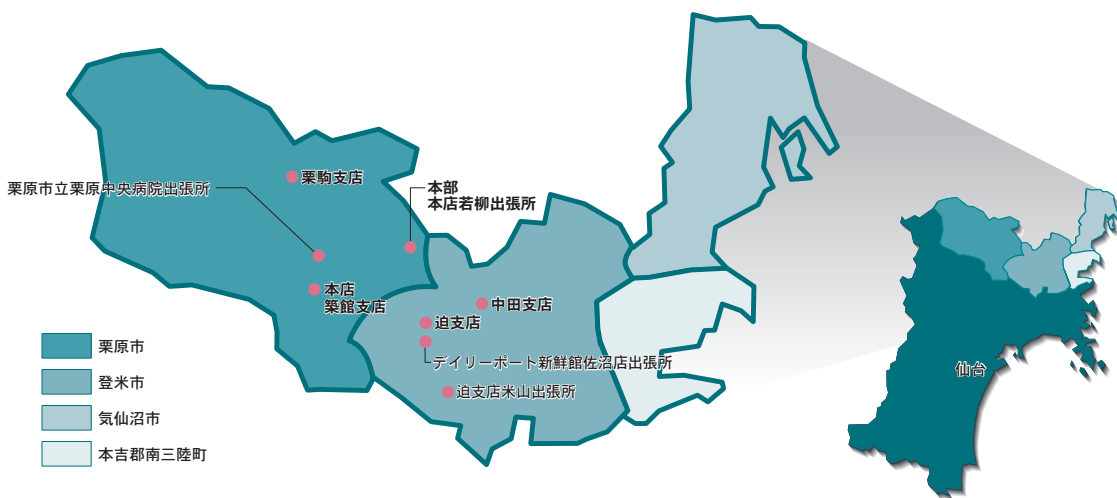 栗駒支店
栗原市立栗原中央病院出張所
本部
本店若柳出張所
本店
築館支店
中田支店
迫支店
デイリーポート新鮮館佐沼店出張所
迫支店米山出張所
栗原市
登米市
気仙沼市
本吉郡南三陸町
仙台